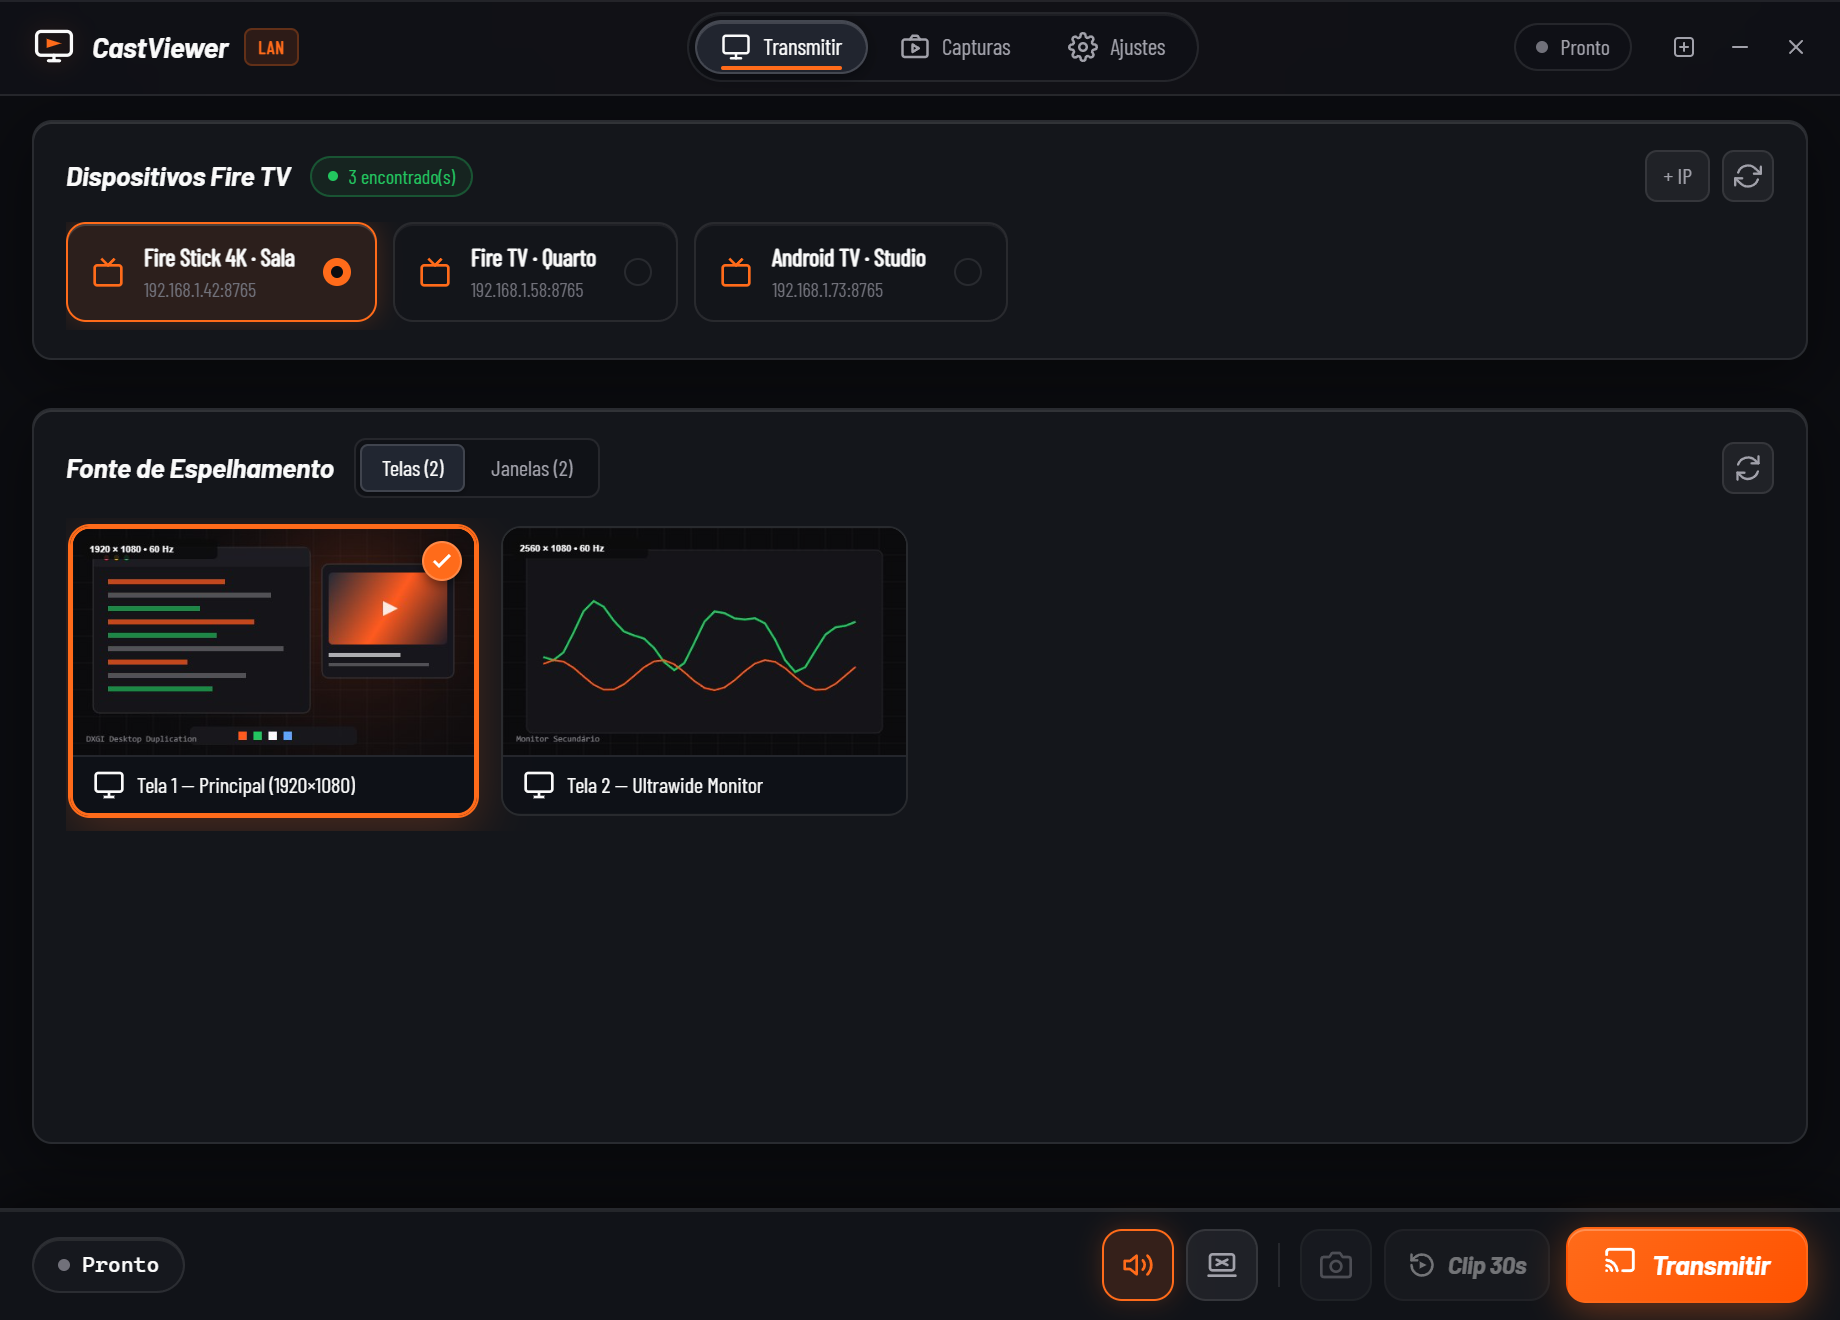 CastViewer
LAN
Transmitir
Capturas
Ajustes
Pronto
Dispositivos Fire TV
3 encontrado(s)
+ IP
Fire Stick 4K · Sala
192.168.1.42:8765
Fire TV · Quarto
192.168.1.58:8765
Android TV · Studio
192.168.1.73:8765
Fonte de Espelhamento
Telas (2)
Janelas (2)
1920 × 1080 • 60 Hz
DXGI Desktop Duplication
Tela 1 — Principal (1920×1080)
2560 × 1080 • 60 Hz
Monitor Secundário
Tela 2 — Ultrawide Monitor
Pronto
Clip 30s
Transmitir